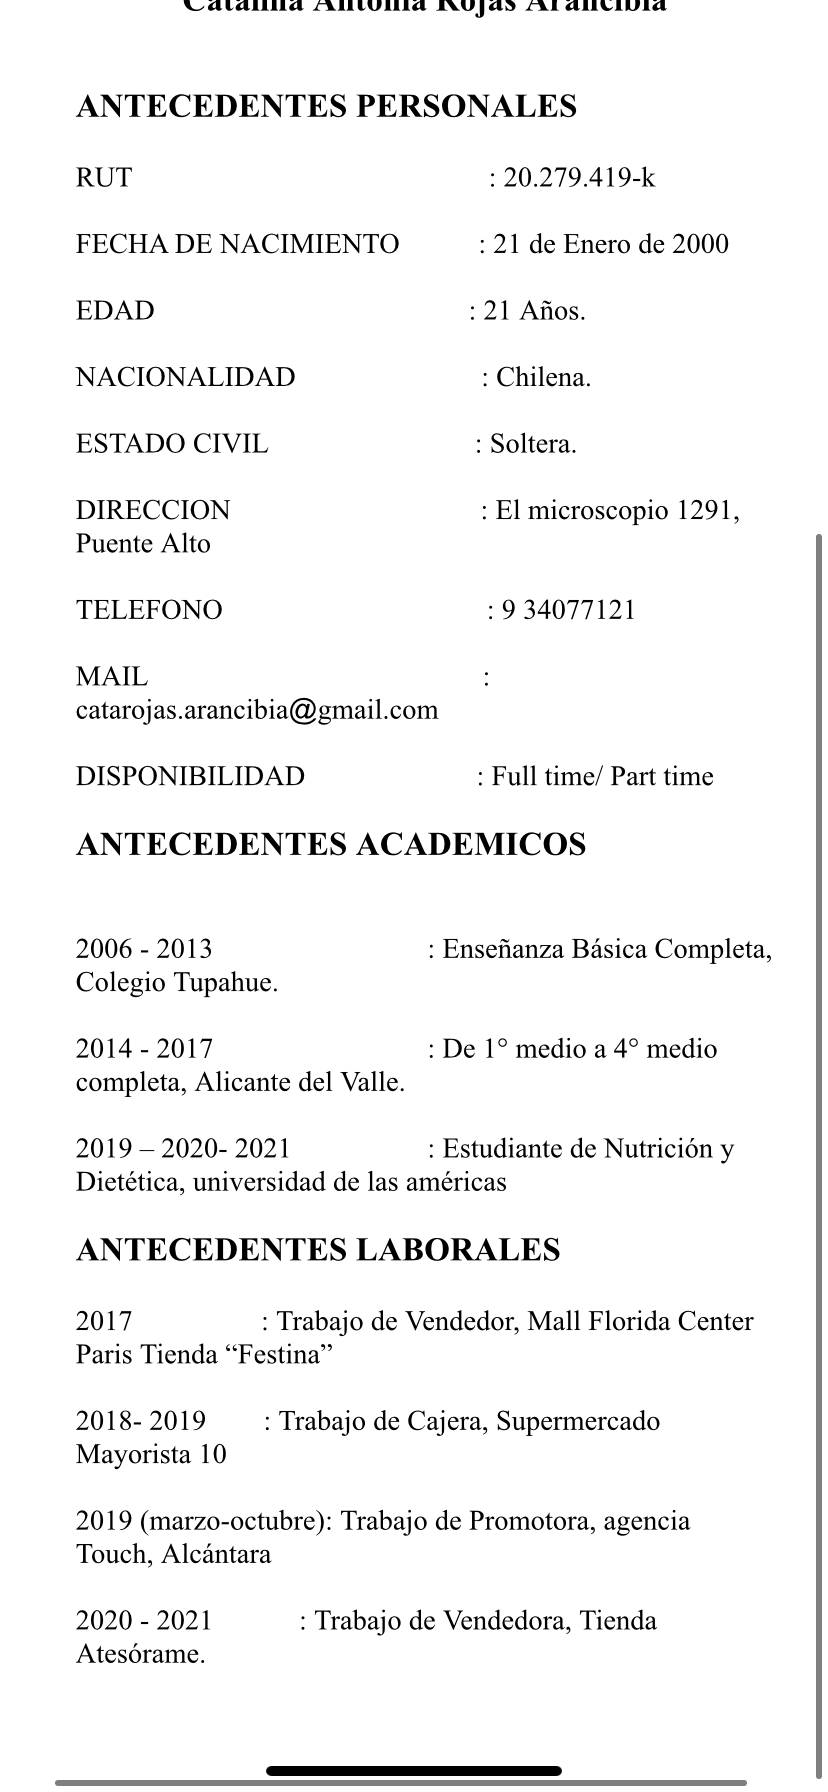 Catalina Antonia Rojas Arancibia
ANTECEDENTES PERSONALES
RUT : 20.279.419-k
FECHA DE NACIMIENTO : 21 de Enero de 2000
EDAD : 21 Años.
NACIONALIDAD : Chilena.
ESTADO CIVIL : Soltera.
DIRECCION : El microscopio 1291,
Puente Alto
TELEFONO : 9 34077121
MAIL :
catarojas.arancibia@gmail.com
DISPONIBILIDAD : Full time/ Part time
ANTECEDENTES ACADEMICOS
2006 - 2013 : Enseñanza Básica Completa,
Colegio Tupahue.
2014 - 2017 : De 1° medio a 4° medio
completa, Alicante del Valle.
2019 – 2020- 2021 : Estudiante de Nutrición y
Dietética, universidad de las américas
ANTECEDENTES LABORALES
2017 : Trabajo de Vendedor, Mall Florida Center
Paris Tienda “Festina”
2018- 2019 : Trabajo de Cajera, Supermercado
Mayorista 10
2019 (marzo-octubre): Trabajo de Promotora, agencia
Touch, Alcántara
2020 - 2021 : Trabajo de Vendedora, Tienda
Atesórame.